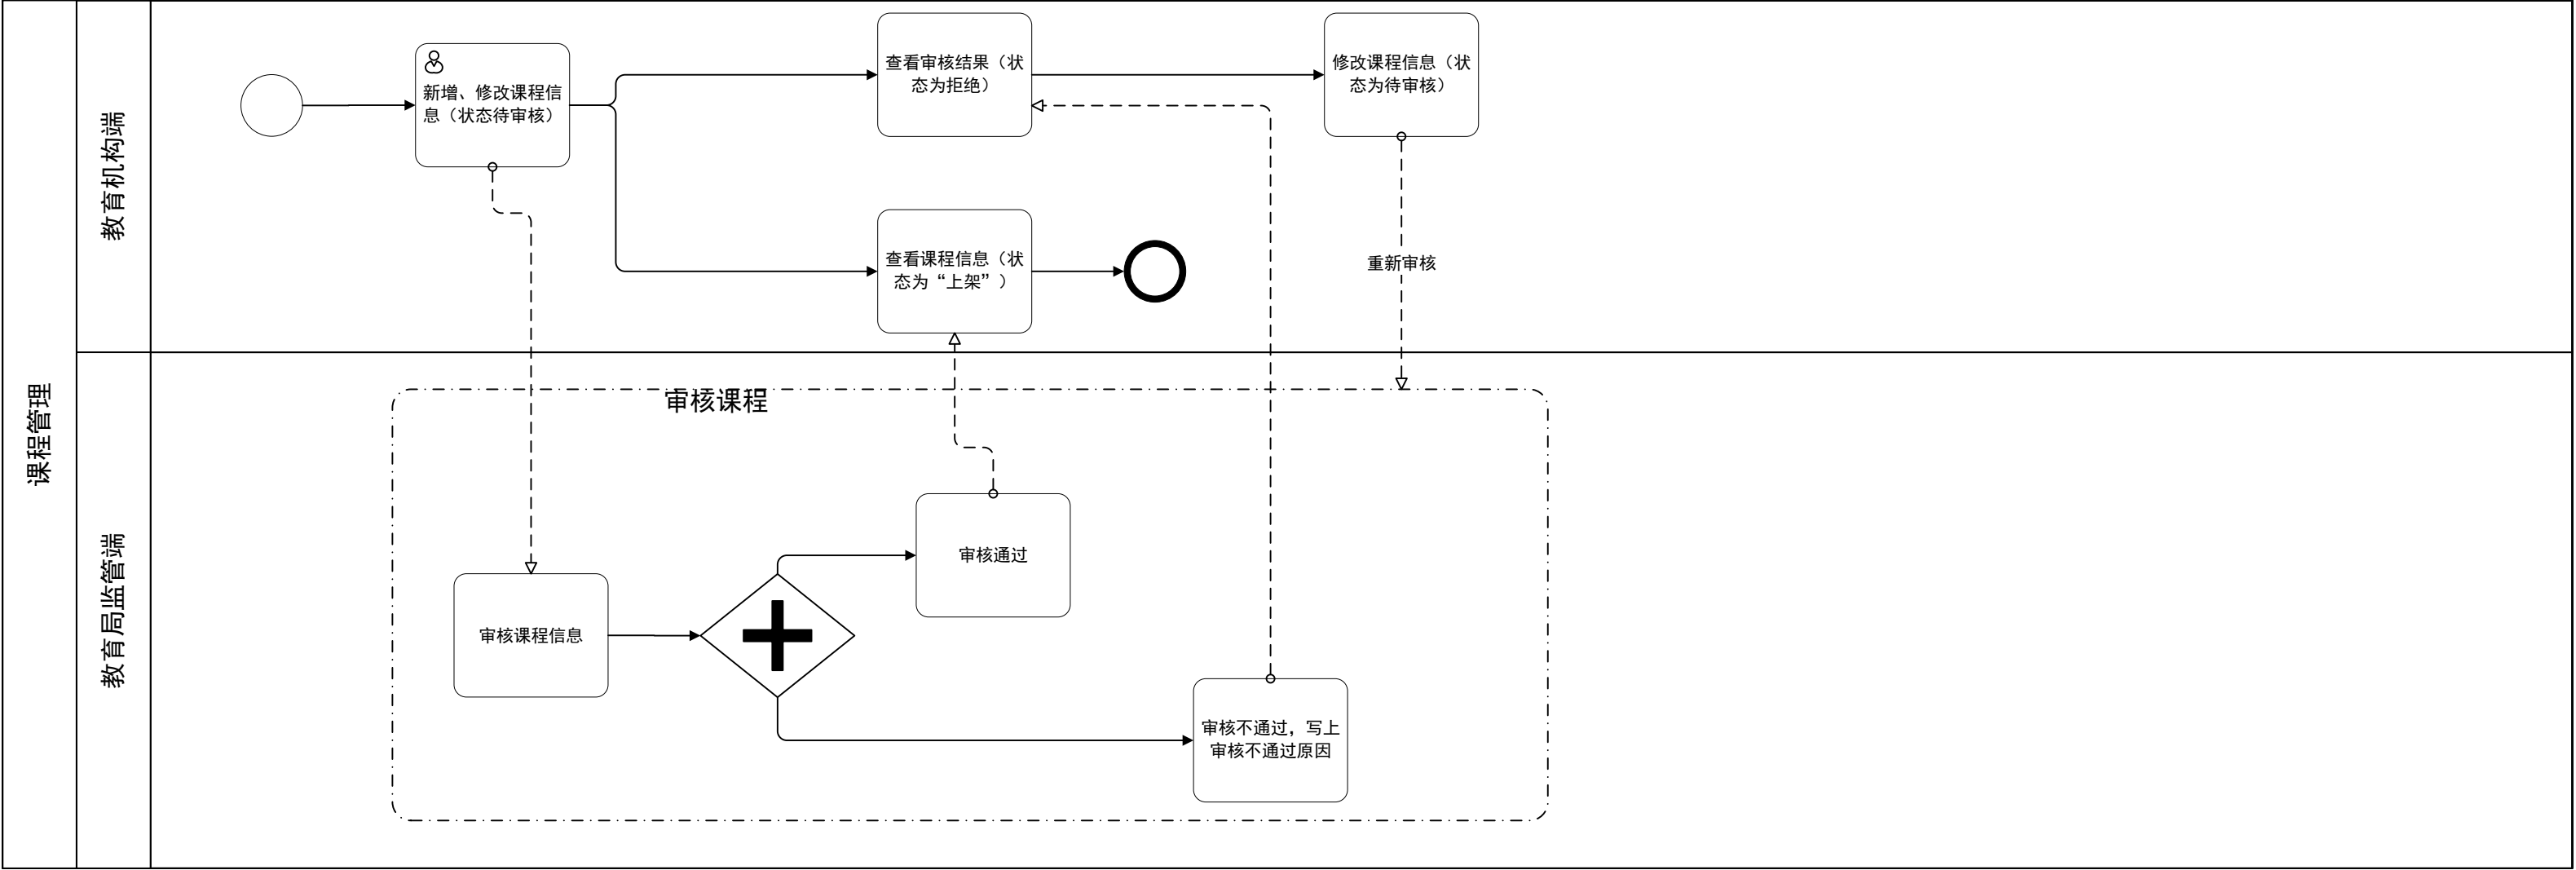 课程管理
教育机构端
新增、修改课程信
息（状态待审核）
查看审核结果（状
态为拒绝）
修改课程信息（状
态为待审核）
查看课程信息（状
态为“上架”）
重新审核
教育局监管端
审核课程
审核课程信息
审核通过
审核不通过，写上
审核不通过原因